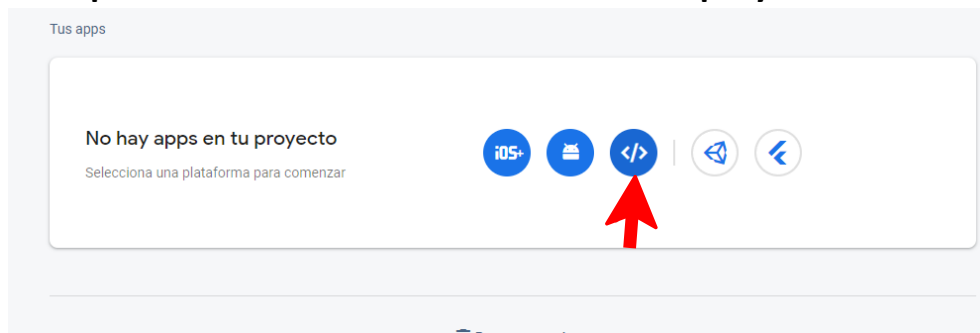 Tus apps
No hay apps en tu proyecto
Selecciona una plataforma para comenzar
iOS+
</>